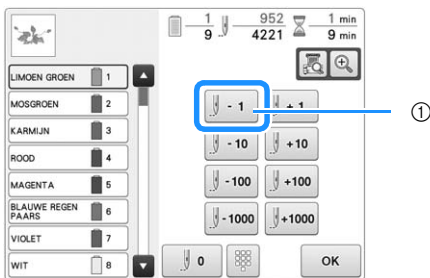 1 952 1 min
9 4221 9 min
LIMOEN GROEN 1
MOSGROEN 2
KARMIJN 3
ROOD 4
MAGENTA 5
BLAUWE REGEN
PAARS 6
VIOLET 7
WIT 8
- 1 + 1
- 10 +10
-100 +100
-1000 +1000
0 OK
①